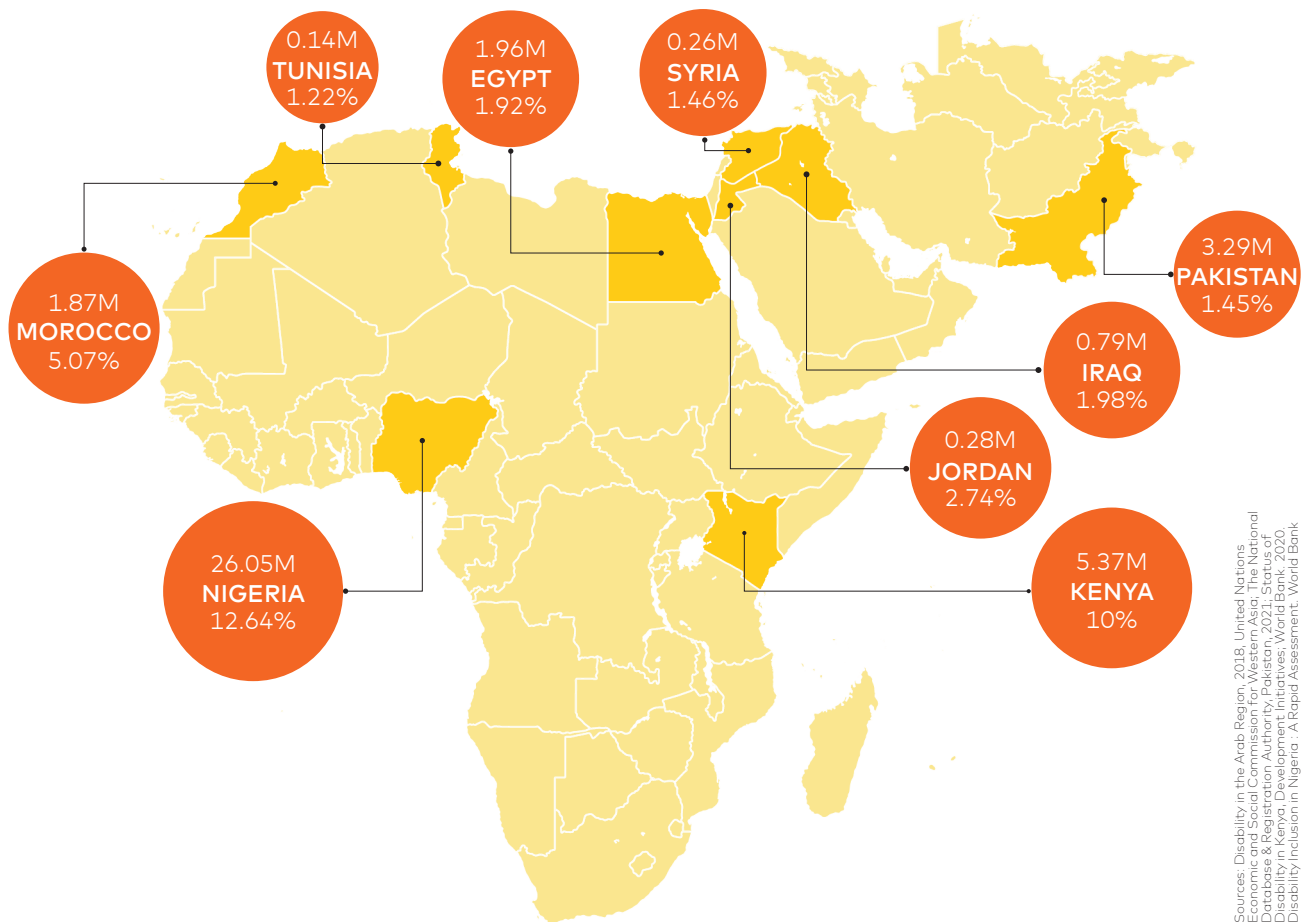 0.14M
TUNISIA
1.22%
1.96M
EGYPT
1.92%
0.26M
SYRIA
1.46%
3.29M
PAKISTAN
1.45%
1.87M
MOROCCO
5.07%
0.79M
IRAQ
1.98%
0.28M
JORDAN
2.74%
26.05M
NIGERIA
12.64%
5.37M
KENYA
10%
Sources: Disability in the Arab Region, 2018, United Nations
Economic and Social Commission for Western Asia; The National
Database & Registration Authority, Pakistan, 2021; Status of
Disability in Kenya, Development Initiatives; World Bank. 2020.
Disability Inclusion in Nigeria : A Rapid Assessment. World Bank